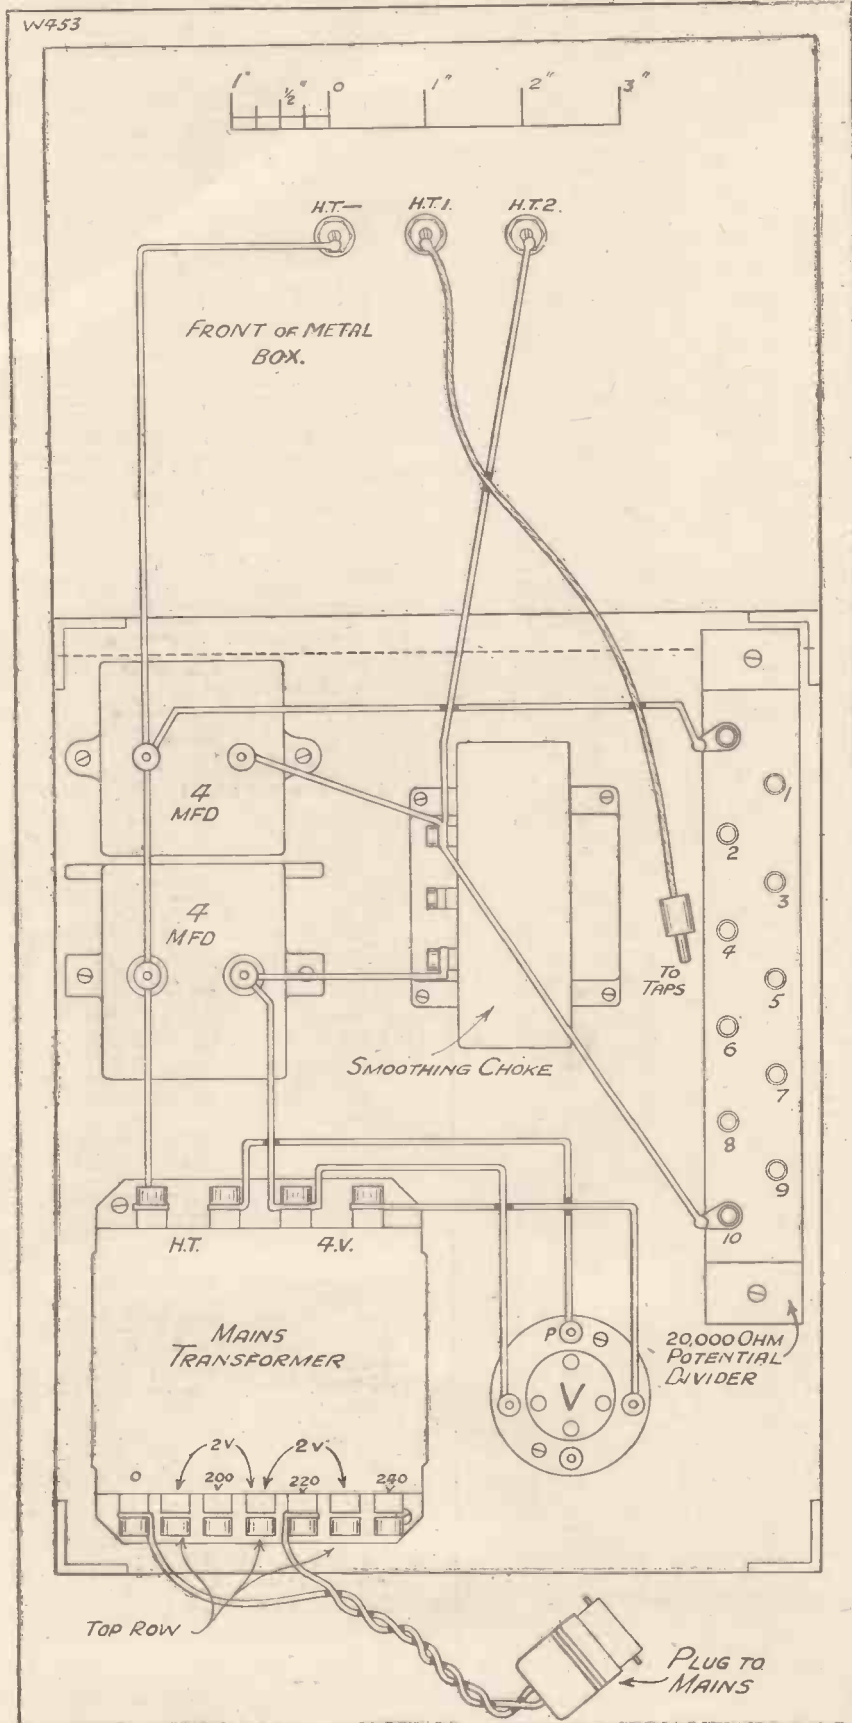 W453
1" ½" 0 1" 2" 3"
H.T.— H.T.1. H.T.2.
FRONT OF METAL
BOX.
4
MFD
4
MFD
1
2
3
4
5
6
7
8
9
10
TO
TAPS
SMOOTHING CHOKE
H.T. 4.V.
MAINS
TRANSFORMER
P
V
20,000 OHM
POTENTIAL
DIVIDER
2V 2V
0 200 220 240
TOP ROW
PLUG TO
MAINS